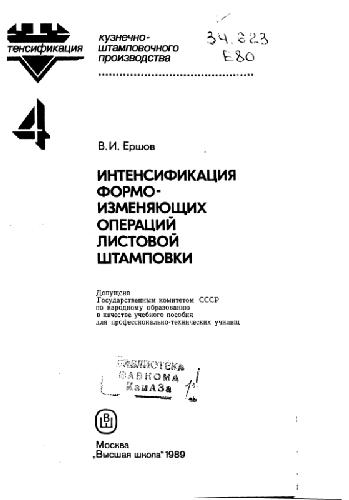 кузнечно-
штамповочного
производства
тенсификация
34.623
Е80
4
В. И. Ершов
ИНТЕНСИФИКАЦИЯ
ФОРМО-
ИЗМЕНЯЮЩИХ
ОПЕРАЦИЙ
ЛИСТОВОЙ
ШТАМПОВКИ
Допущено
Государственным комитетом СССР
по народному образованию
в качестве учебного пособия
для профессионально-технических училищ
БИБЛИОТЕКА
ЗАВКОМА
КамАЗа
Москва
„Высшая школа" 1989